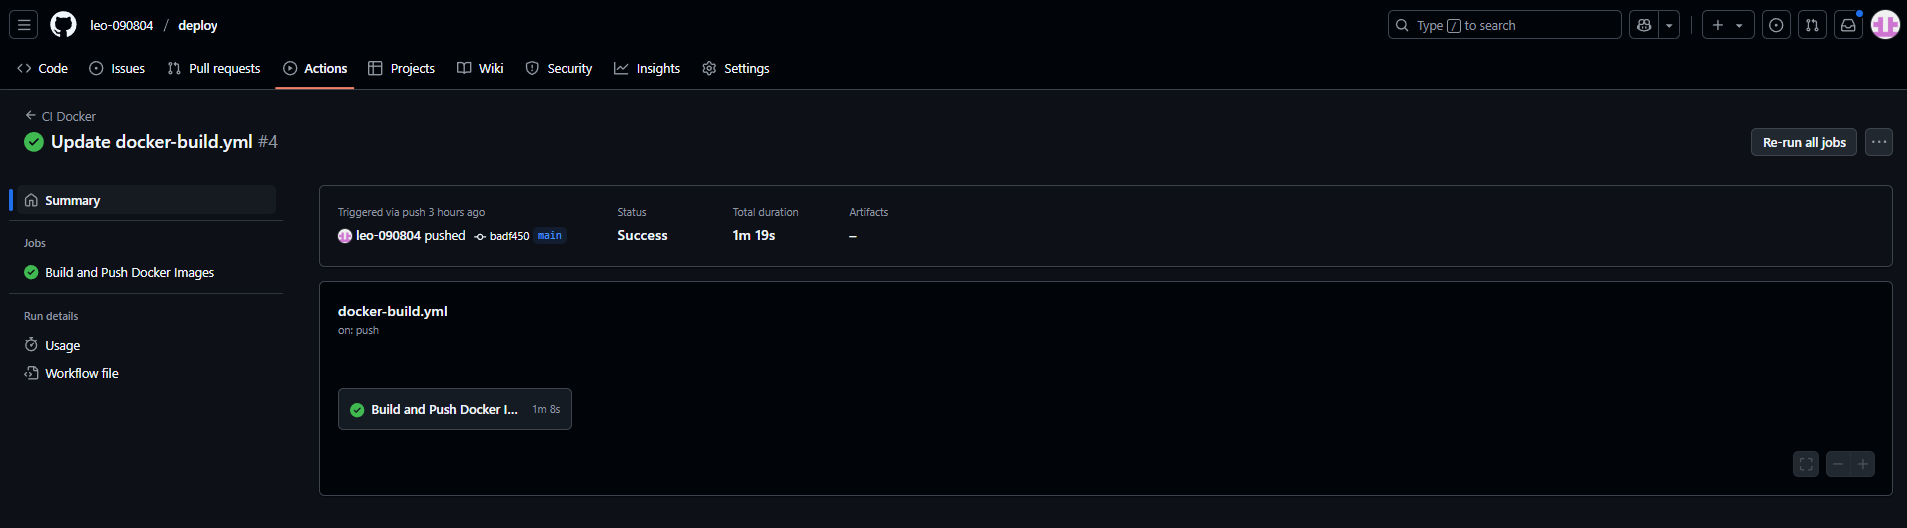 leo-090804 / deploy
Type / to search
Code Issues Pull requests Actions Projects Wiki Security Insights Settings
CI Docker
Update docker-build.yml #4
Re-run all jobs
Summary
Jobs
Build and Push Docker Images
Run details
Usage
Workflow file
Triggered via push 3 hours ago
leo-090804 pushed badf450 main
Status
Success
Total duration
1m 19s
Artifacts
–
docker-build.yml
on: push
Build and Push Docker I... 1m 8s